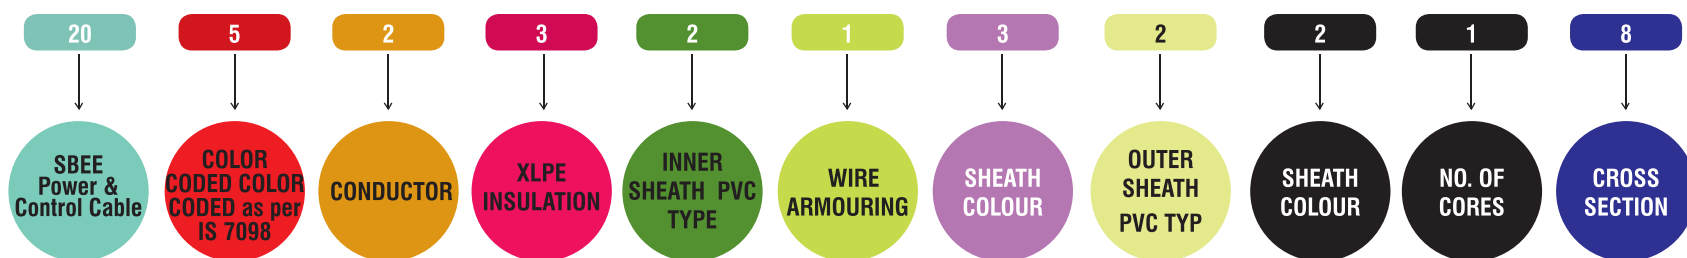 20
5
2
3
2
1
3
2
2
1
8
SBEE
Power &
Control Cable
COLOR
CODED COLOR
CODED as per
IS 7098
CONDUCTOR
XLPE
INSULATION
INNER
SHEATH PVC
TYPE
WIRE
ARMOURING
SHEATH
COLOUR
OUTER
SHEATH
PVC TYP
SHEATH
COLOUR
NO. OF
CORES
CROSS
SECTION